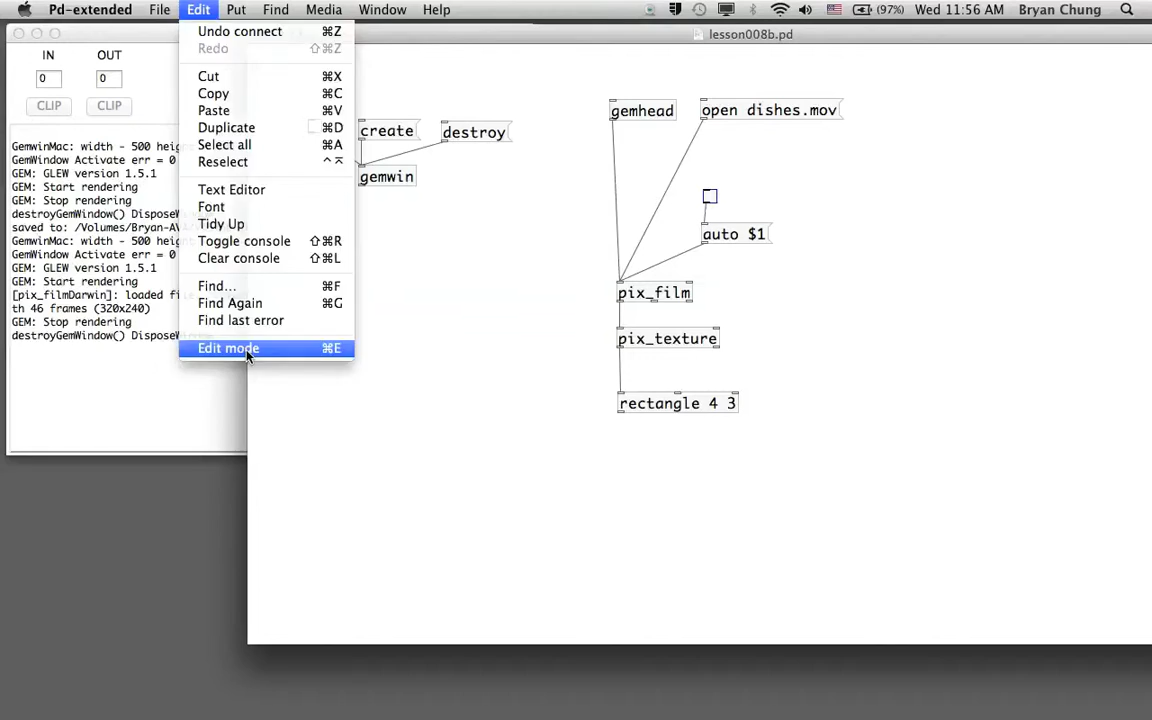 Pd-extended File Edit Put Find Media Window Help (97%) Wed 11:56 AM Bryan Chung
lesson008b.pd
IN OUT
0 0
CLIP CLIP
GemwinMac: width - 500 heigh
GemWindow Activate err = 0
GEM: GLEW version 1.5.1
GEM: Start rendering
GEM: Stop rendering
destroyGemWindow() DisposeWi
saved to: /Volumes/Bryan-AV
GemwinMac: width - 500 heigh
GemWindow Activate err = 0
GEM: GLEW version 1.5.1
GEM: Start rendering
[pix_filmDarwin]: loaded fil
th 46 frames (320x240)
GEM: Stop rendering
destroyGemWindow() DisposeW
Undo connect ⌘Z
Redo ⇧⌘Z
Cut ⌘X
Copy ⌘C
Paste ⌘V
Duplicate ⌘D
Select all ⌘A
Reselect ⌃⌅
Text Editor
Font
Tidy Up
Toggle console ⇧⌘R
Clear console ⇧⌘L
Find... ⌘F
Find Again ⌘G
Find last error
Edit mode ⌘E
create
destroy
gemwin
gemhead
open dishes.mov
auto $1
pix_film
pix_texture
rectangle 4 3